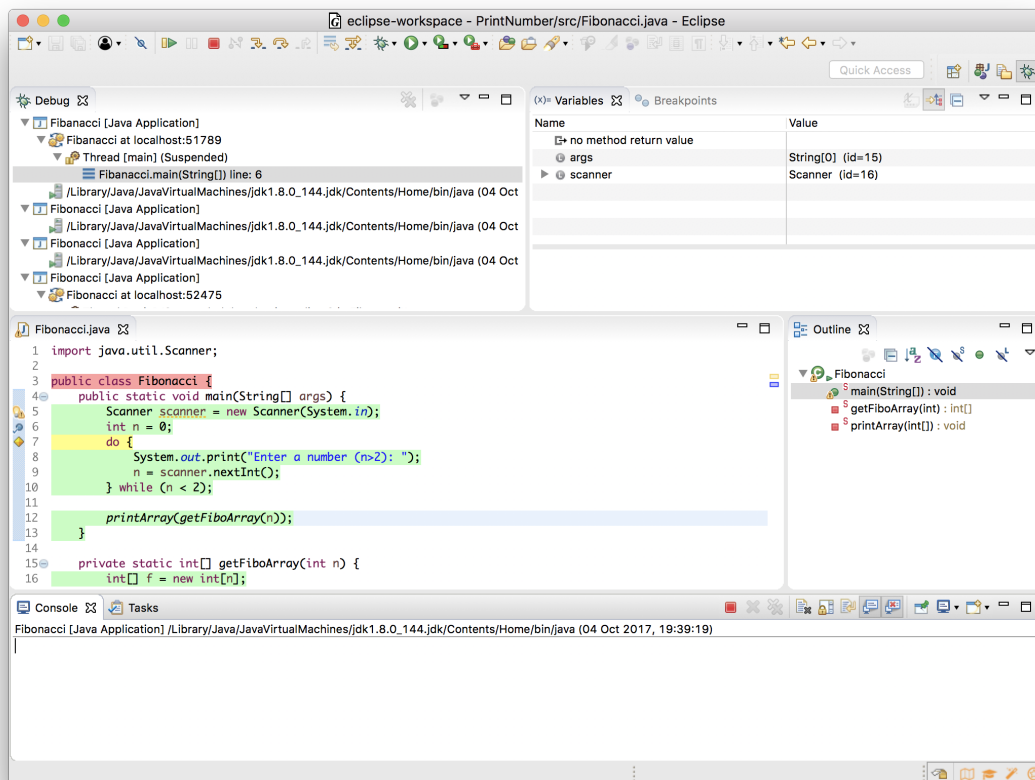 eclipse-workspace - PrintNumber/src/Fibonacci.java - Eclipse
Quick Access
Debug
Fibanacci [Java Application]
Fibanacci at localhost:51789
Thread [main] (Suspended)
Fibanacci.main(String[]) line: 6
/Library/Java/JavaVirtualMachines/jdk1.8.0_144.jdk/Contents/Home/bin/java (04 Oct
Fibonacci [Java Application]
/Library/Java/JavaVirtualMachines/jdk1.8.0_144.jdk/Contents/Home/bin/java (04 Oct
Fibonacci [Java Application]
/Library/Java/JavaVirtualMachines/jdk1.8.0_144.jdk/Contents/Home/bin/java (04 Oct
Fibonacci [Java Application]
Fibonacci at localhost:52475
(x)= Variables Breakpoints
Name Value
no method return value
args String[0] (id=15)
scanner Scanner (id=16)
Fibonacci.java
1 import java.util.Scanner;
2
3 public class Fibonacci {
4 public static void main(String[] args) {
5 Scanner scanner = new Scanner(System.in);
6 int n = 0;
7 do {
8 System.out.print("Enter a number (n>2): ");
9 n = scanner.nextInt();
10 } while (n < 2);
11
12 printArray(getFiboArray(n));
13 }
14
15 private static int[] getFiboArray(int n) {
16 int[] f = new int[n];
Outline
Fibonacci
main(String[]) : void
getFiboArray(int) : int[]
printArray(int[]) : void
Console Tasks
Fibonacci [Java Application] /Library/Java/JavaVirtualMachines/jdk1.8.0_144.jdk/Contents/Home/bin/java (04 Oct 2017, 19:39:19)